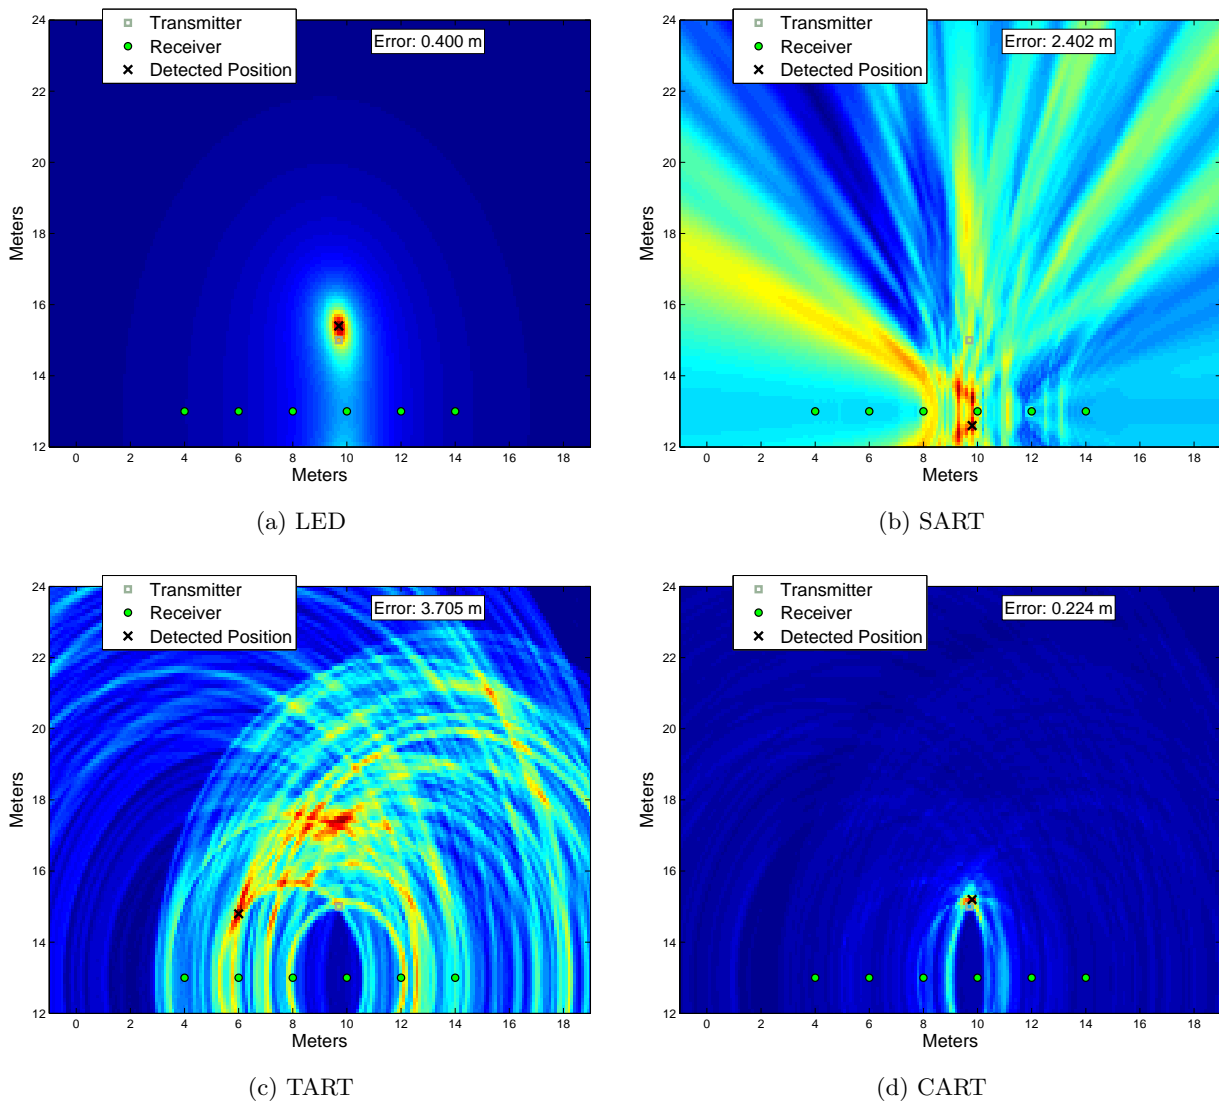 Transmitter
Receiver
Detected Position
Error: 0.400 m
24
22
20
18
16
14
12
Meters
0 2 4 6 8 10 12 14 16 18
Meters
(a) LED
Transmitter
Receiver
Detected Position
Error: 2.402 m
24
22
20
18
16
14
12
Meters
0 2 4 6 8 10 12 14 16 18
Meters
(b) SART
Transmitter
Receiver
Detected Position
Error: 3.705 m
24
22
20
18
16
14
12
Meters
0 2 4 6 8 10 12 14 16 18
Meters
(c) TART
Transmitter
Receiver
Detected Position
Error: 0.224 m
24
22
20
18
16
14
12
Meters
0 2 4 6 8 10 12 14 16 18
Meters
(d) CART